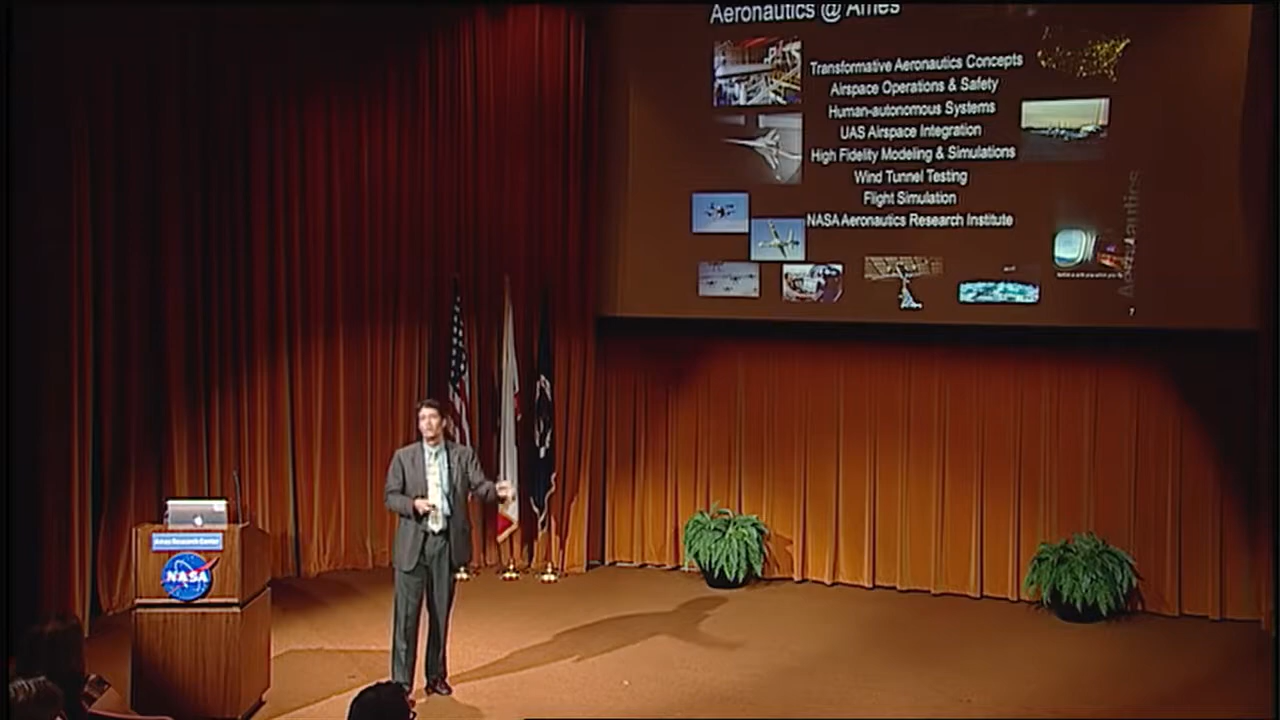 Aeronautics @ Ames
Transformative Aeronautics Concepts
Airspace Operations & Safety
Human-autonomous Systems
UAS Airspace Integration
High Fidelity Modeling & Simulations
Wind Tunnel Testing
Flight Simulation
NASA Aeronautics Research Institute
Aeronautics
7
Ames Research Center
NASA